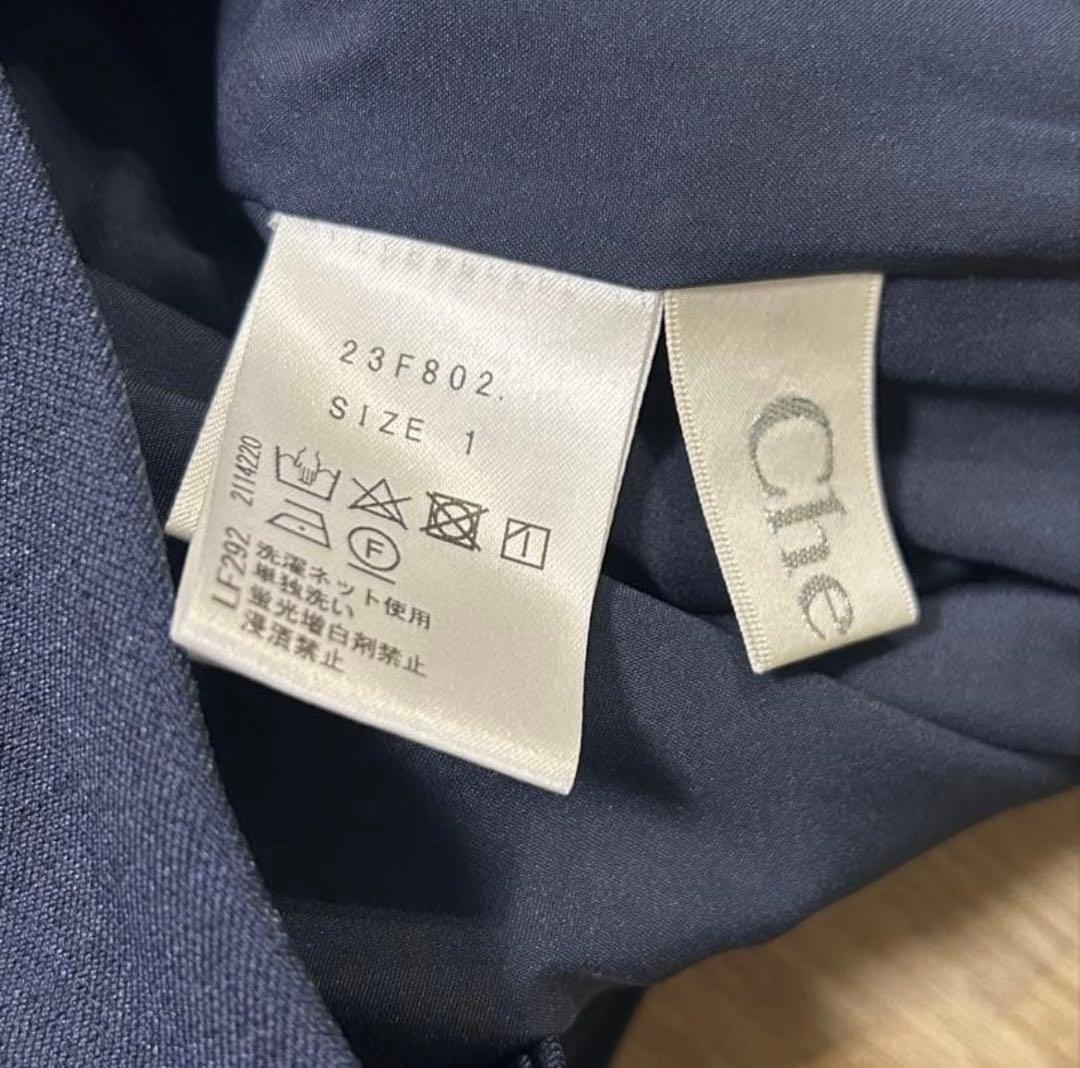 23F802.
SIZE 1
F
洗濯ネット使用
単独洗い
蛍光増白剤禁止
浸漬禁止
LF292 2114220
Che